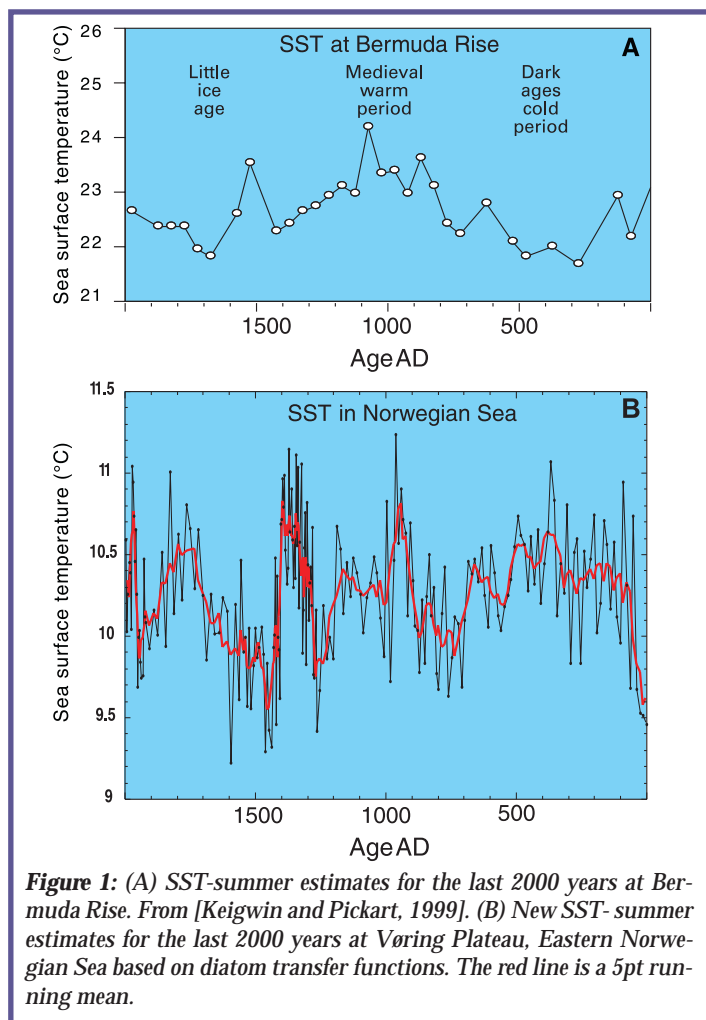 SST at Bermuda Rise
A
Little
ice
age
Medieval
warm
period
Dark
ages
cold
period
Sea surface temperature (°C)
26
25
24
23
22
21
1500 1000 500
Age AD
SST in Norwegian Sea
B
Sea surface temperature (°C)
11.5
11
10.5
10
9.5
9
1500 1000 500
Age AD
Figure 1: (A) SST-summer estimates for the last 2000 years at Ber-
muda Rise. From [Keigwin and Pickart, 1999]. (B) New SST- summer
estimates for the last 2000 years at Vøring Plateau, Eastern Norwe-
gian Sea based on diatom transfer functions. The red line is a 5pt run-
ning mean.